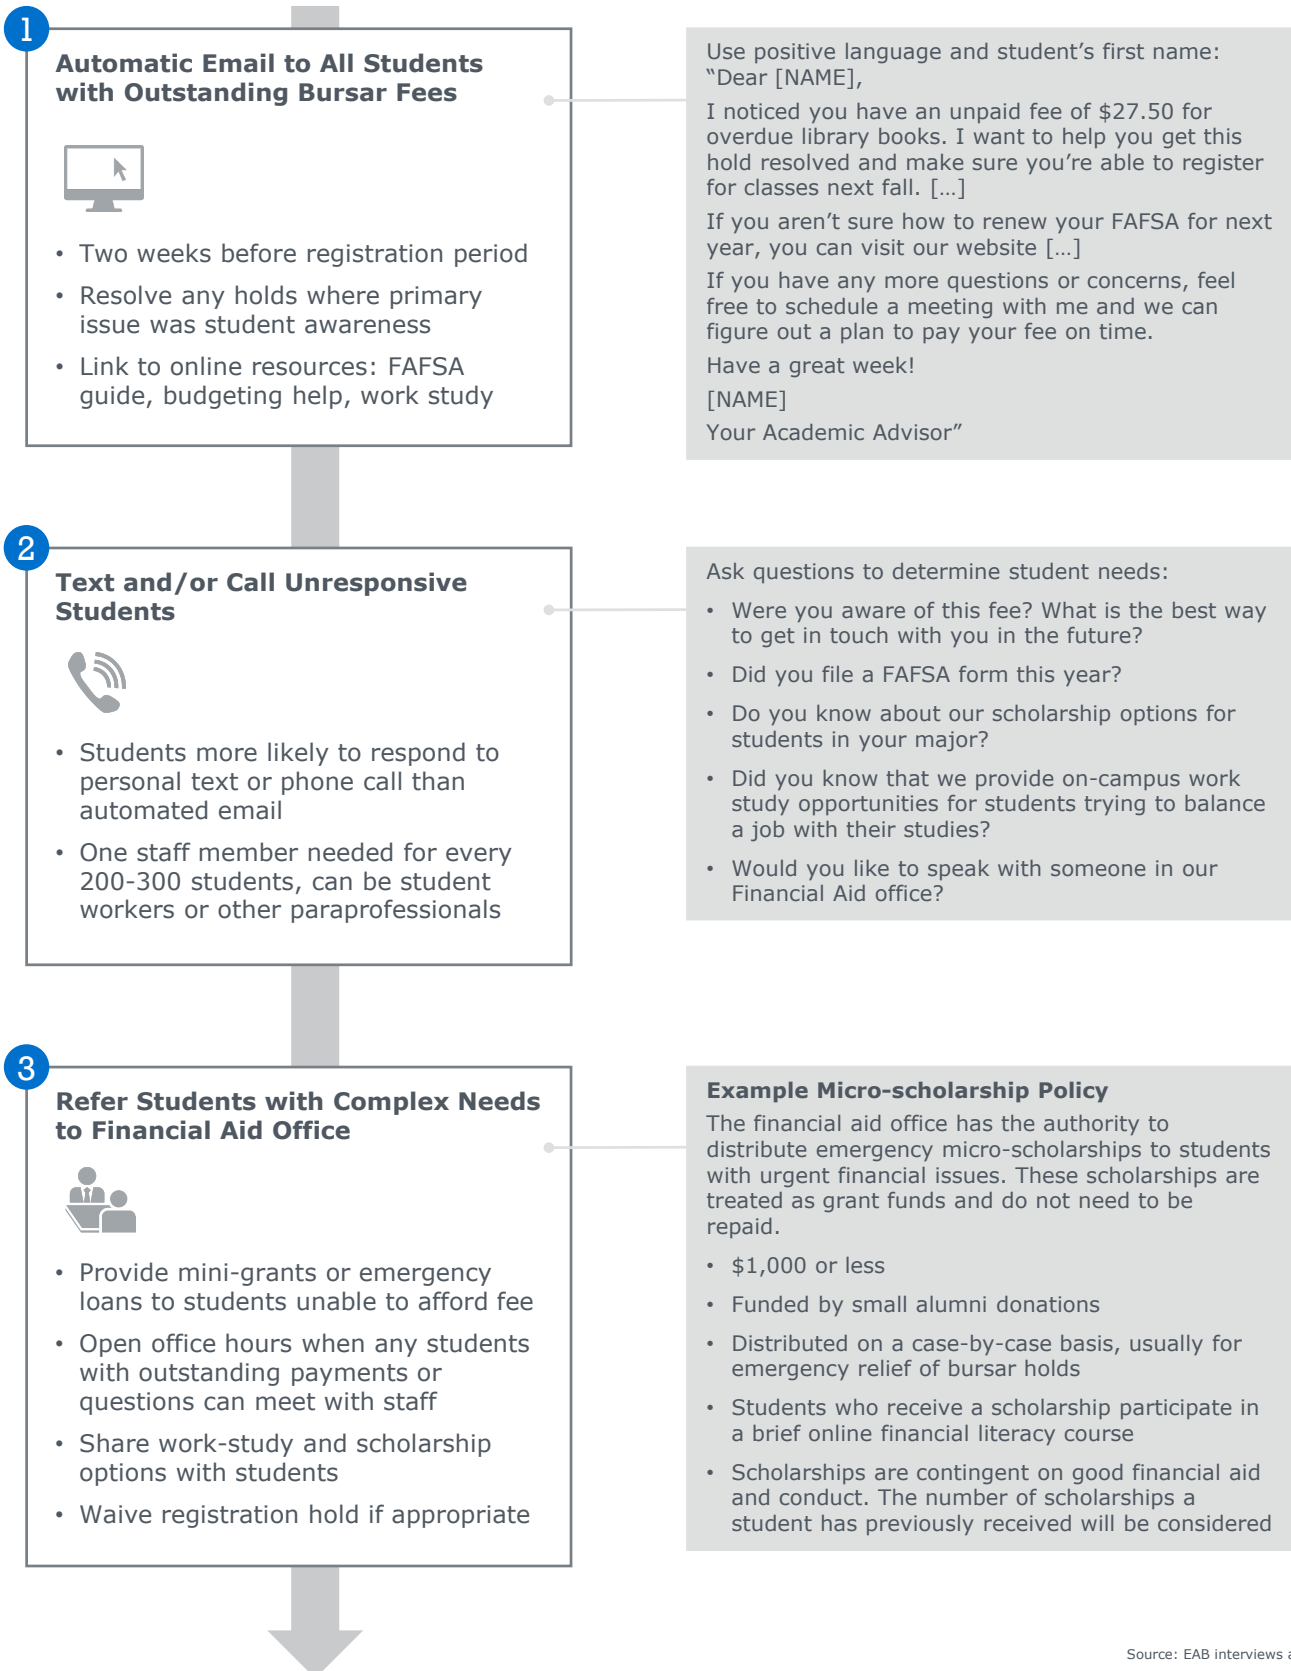 1
Automatic Email to All Students
with Outstanding Bursar Fees
• Two weeks before registration period
• Resolve any holds where primary
issue was student awareness
• Link to online resources: FAFSA
guide, budgeting help, work study
Use positive language and student’s first name:
“Dear [NAME],
I noticed you have an unpaid fee of $27.50 for
overdue library books. I want to help you get this
hold resolved and make sure you’re able to register
for classes next fall. […]
If you aren’t sure how to renew your FAFSA for next
year, you can visit our website […]
If you have any more questions or concerns, feel
free to schedule a meeting with me and we can
figure out a plan to pay your fee on time.
Have a great week!
[NAME]
Your Academic Advisor”
2
Text and/or Call Unresponsive
Students
• Students more likely to respond to
personal text or phone call than
automated email
• One staff member needed for every
200-300 students, can be student
workers or other paraprofessionals
Ask questions to determine student needs:
• Were you aware of this fee? What is the best way
to get in touch with you in the future?
• Did you file a FAFSA form this year?
• Do you know about our scholarship options for
students in your major?
• Did you know that we provide on-campus work
study opportunities for students trying to balance
a job with their studies?
• Would you like to speak with someone in our
Financial Aid office?
3
Refer Students with Complex Needs
to Financial Aid Office
• Provide mini-grants or emergency
loans to students unable to afford fee
• Open office hours when any students
with outstanding payments or
questions can meet with staff
• Share work-study and scholarship
options with students
• Waive registration hold if appropriate
Example Micro-scholarship Policy
The financial aid office has the authority to
distribute emergency micro-scholarships to students
with urgent financial issues. These scholarships are
treated as grant funds and do not need to be
repaid.
• $1,000 or less
• Funded by small alumni donations
• Distributed on a case-by-case basis, usually for
emergency relief of bursar holds
• Students who receive a scholarship participate in
a brief online financial literacy course
• Scholarships are contingent on good financial aid
and conduct. The number of scholarships a
student has previously received will be considered
Source: EAB interviews